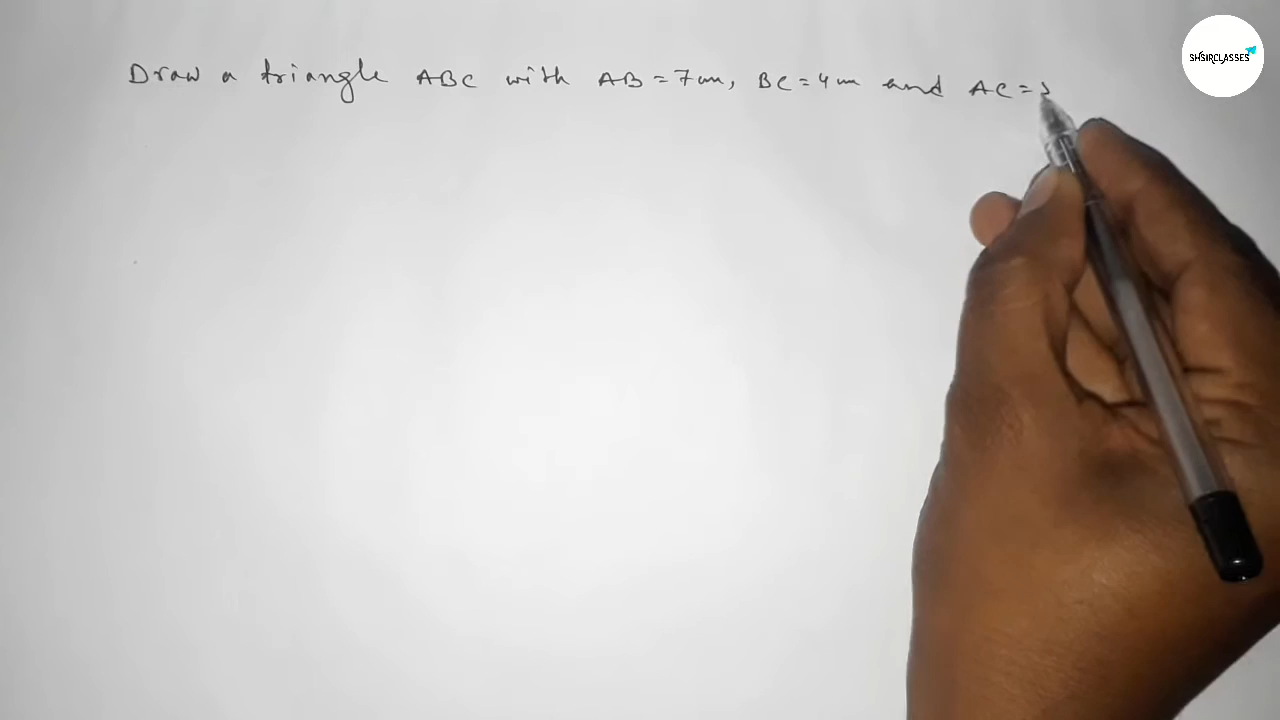 SHSIRCLASSES
Draw a triangle ABC with AB = 7cm, BC = 4cm and AC =